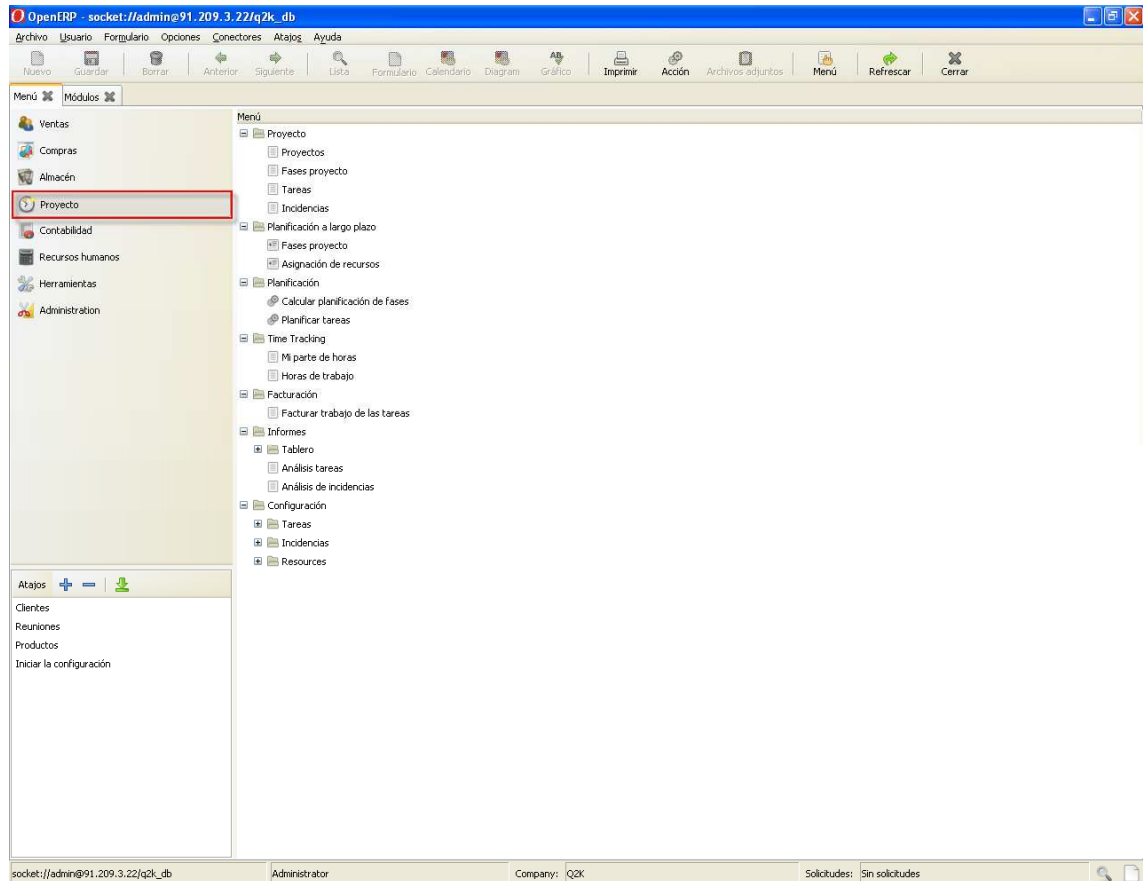 OpenERP - socket://admin@91.209.3.22/q2k_db
Archivo Usuario Formulario Opciones Conectores Atajos Ayuda
Nuevo Guardar Borrar Anterior Siguiente Lista Formulario Calendario Diagram Gráfico Imprimir Acción Archivos adjuntos Menú Refrescar Cerrar
Menú Módulos
Ventas
Compras
Almacén
Proyecto
Contabilidad
Recursos humanos
Herramientas
Administration
Menú
Proyecto
Proyectos
Fases proyecto
Tareas
Incidencias
Planificación a largo plazo
Fases proyecto
Asignación de recursos
Planificación
Calcular planificación de fases
Planificar tareas
Time Tracking
Mi parte de horas
Horas de trabajo
Facturación
Facturar trabajo de las tareas
Informes
Tablero
Análisis tareas
Análisis de incidencias
Configuración
Tareas
Incidencias
Resources
Atajos
Clientes
Reuniones
Productos
Iniciar la configuración
socket://admin@91.209.3.22/q2k_db Administrator Company: Q2K Solicitudes: Sin solicitudes